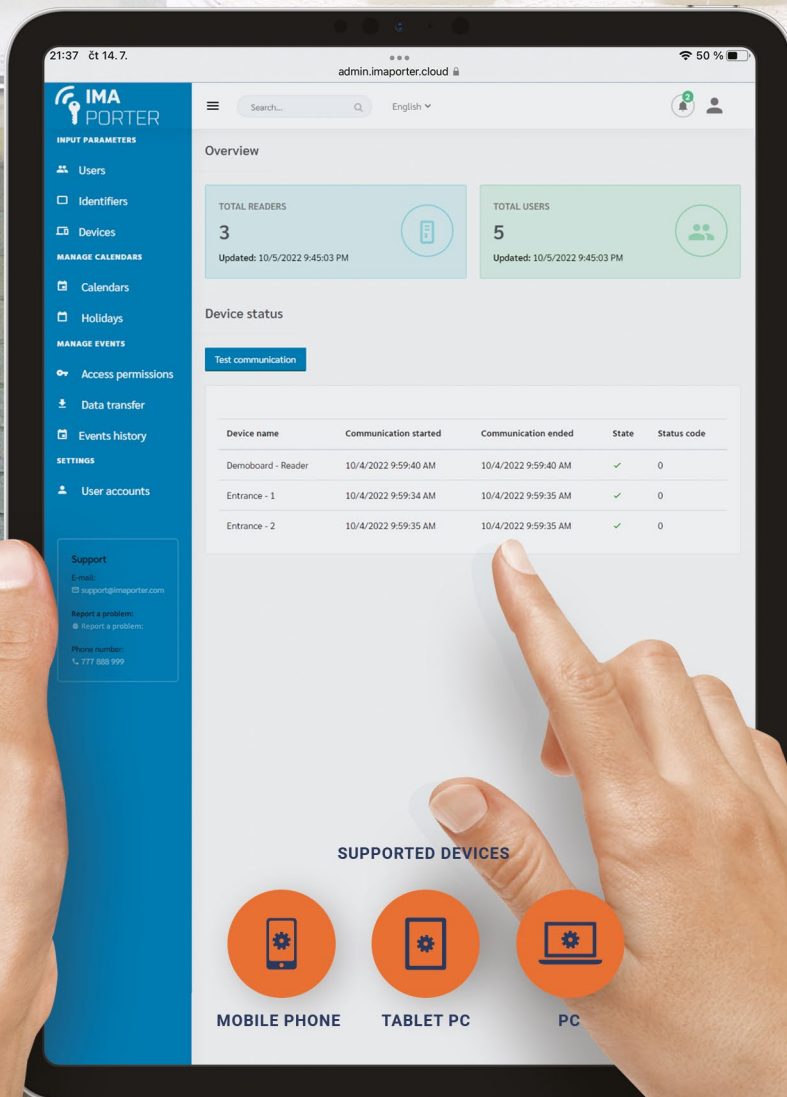 21:37 čt 14. 7.
50 %
admin.imaporter.cloud
IMA
PORTER
Search...
English
2
INPUT PARAMETERS
Users
Identifiers
Devices
MANAGE CALENDARS
Calendars
Holidays
MANAGE EVENTS
Access permissions
Data transfer
Events history
SETTINGS
User accounts
Support
E-mail:
support@imaporter.com
Report a problem:
Report a problem:
Phone number:
777 888 999
Overview
TOTAL READERS
3
Updated: 10/5/2022 9:45:03 PM
TOTAL USERS
5
Updated: 10/5/2022 9:45:03 PM
Device status
Test communication
Device name Communication started Communication ended State Status code
Demoboard - Reader 10/4/2022 9:59:40 AM 10/4/2022 9:59:40 AM 0
Entrance - 1 10/4/2022 9:59:34 AM 10/4/2022 9:59:35 AM 0
Entrance - 2 10/4/2022 9:59:35 AM 10/4/2022 9:59:35 AM 0
SUPPORTED DEVICES
MOBILE PHONE TABLET PC PC